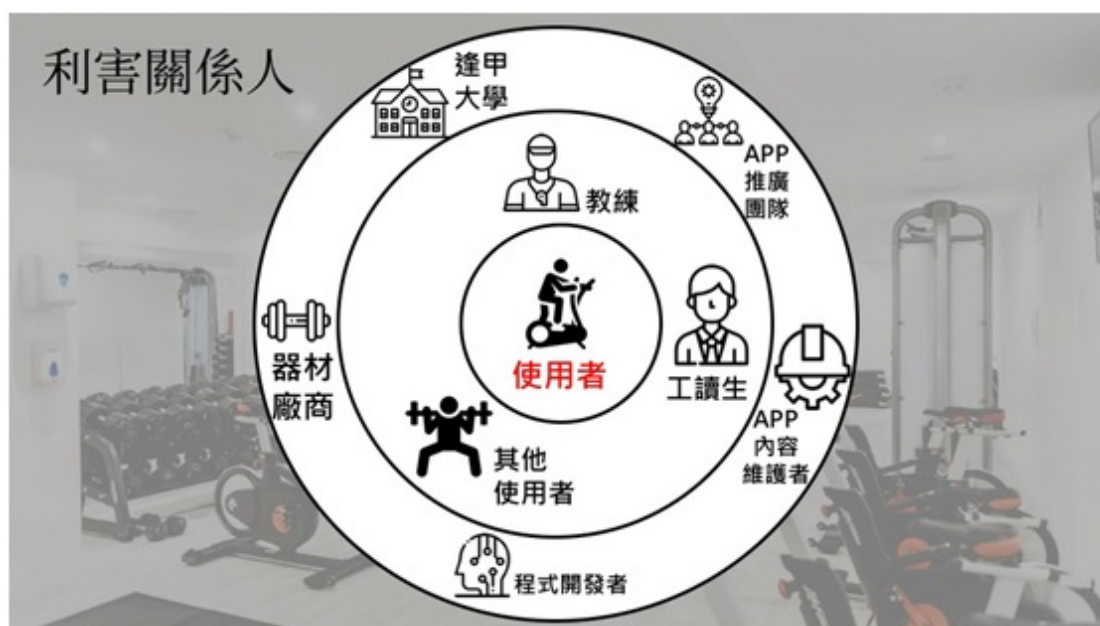 利害關係人
逢甲
大學
APP
推廣
團隊
教練
使用者
工讀生
器材
廠商
其他
使用者
APP
內容
維護者
程式開發者